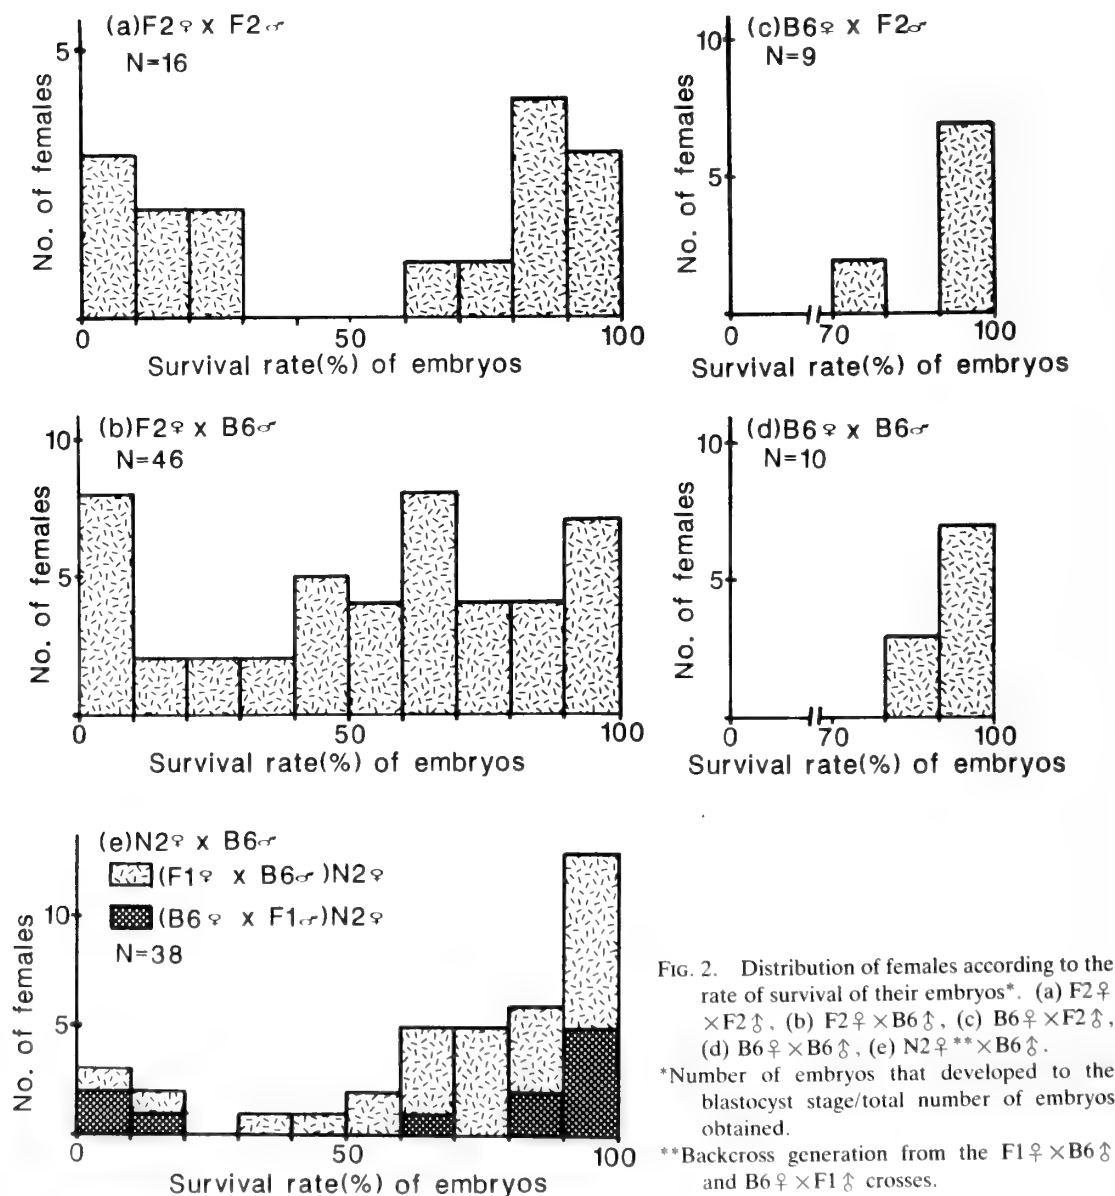 (a)F2♀ x F2♂
N=16
5
No. of females
0
50
100
Survival rate(%) of embryos
(c)B6♀ x F2♂
N=9
10
5
No. of females
0
70
100
Survival rate(%) of embryos
(b)F2♀ x B6♂
N=46
10
5
No. of females
0
50
100
Survival rate(%) of embryos
(d)B6♀ x B6♂
N=10
10
5
No. of females
0
70
100
Survival rate(%) of embryos
(e)N2♀ x B6♂
(F1♀ x B6♂)N2♀
(B6♀ x F1♂)N2♀
N=38
10
5
No. of females
0
50
100
Survival rate(%) of embryos
FIG. 2. Distribution of females according to the
rate of survival of their embryos*. (a) F2♀
×F2♂, (b) F2♀×B6♂, (c) B6♀×F2♂,
(d) B6♀×B6♂, (e) N2♀**×B6♂.
*Number of embryos that developed to the
blastocyst stage/total number of embryos
obtained.
**Backcross generation from the F1♀×B6♂
and B6♀×F1♂ crosses.